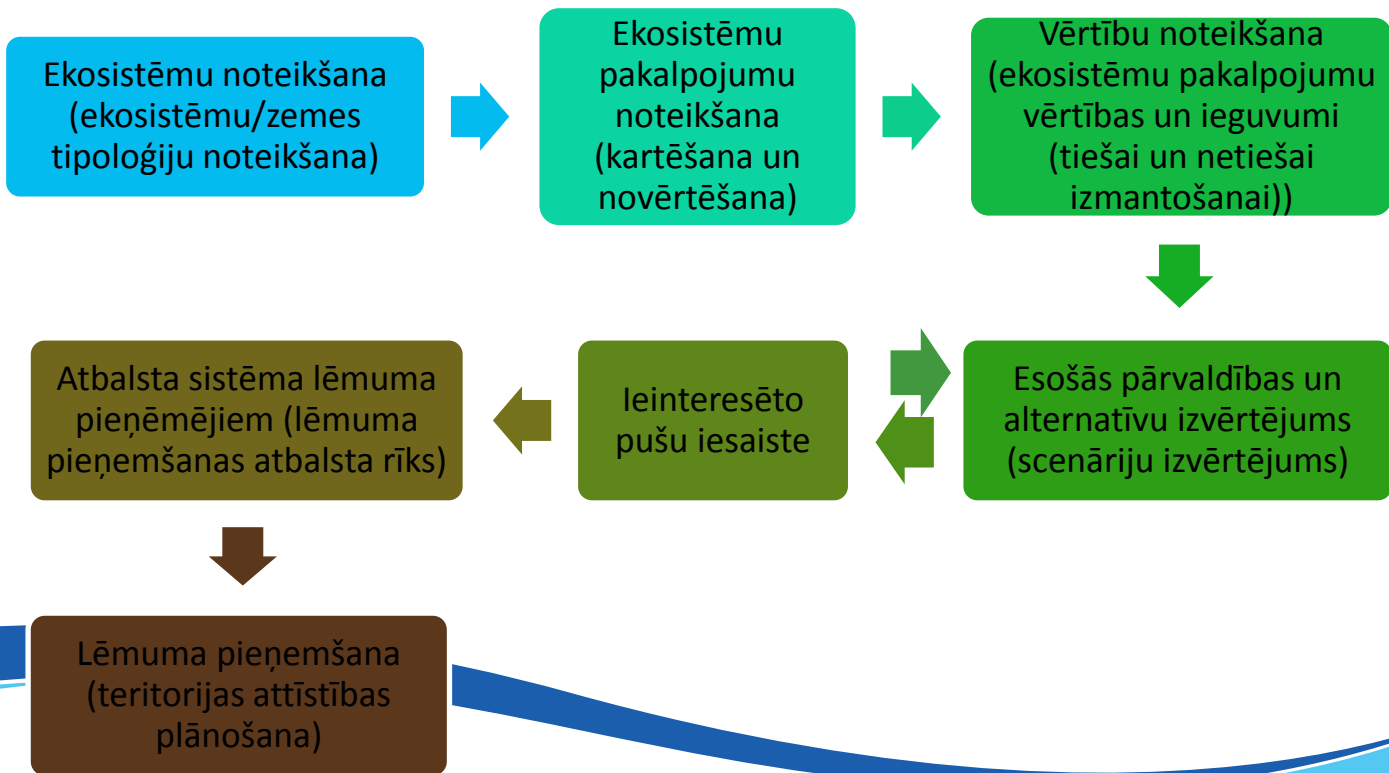 Ekosistēmu noteikšana
(ekosistēmu/zemes
tipoloģiju noteikšana)
Ekosistēmu
pakalpojumu
noteikšana
(kartēšana un
novērtēšana)
Vērtību noteikšana
(ekosistēmu pakalpojumu
vērtības un ieguvumi
(tiešai un netiešai
izmantošanai))
Esošās pārvaldības un
alternatīvu izvērtējums
(scenāriju izvērtējums)
Ieinteresēto
pušu iesaiste
Atbalsta sistēma lēmuma
pieņēmējiem (lēmuma
pieņemšanas atbalsta rīks)
Lēmuma pieņemšana
(teritorijas attīstības
plānošana)